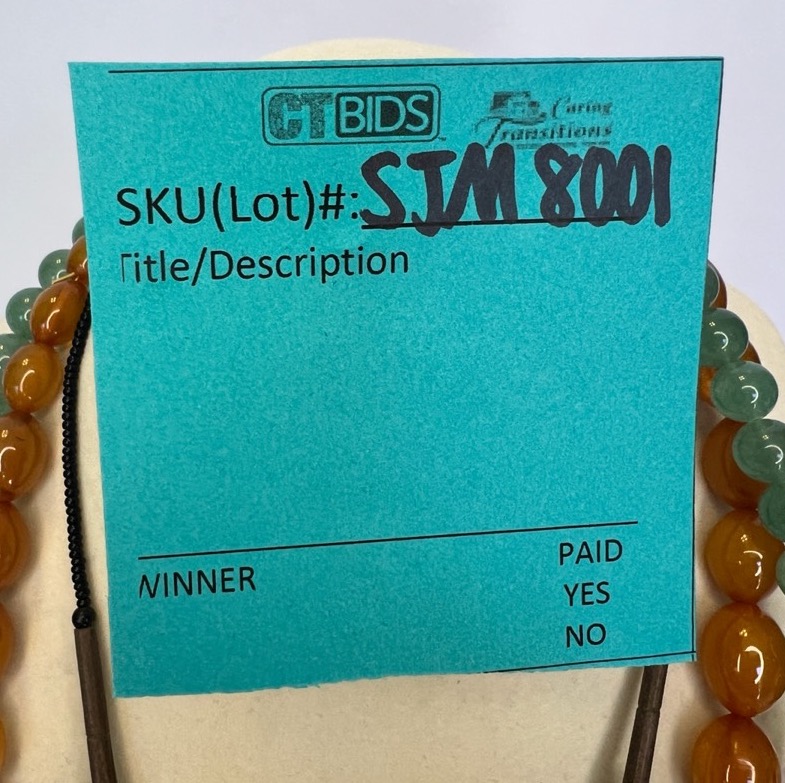 CTBIDS Caring
Transitions
SKU(Lot)#: SJM 8001
Title/Description
WINNER PAID
YES
NO